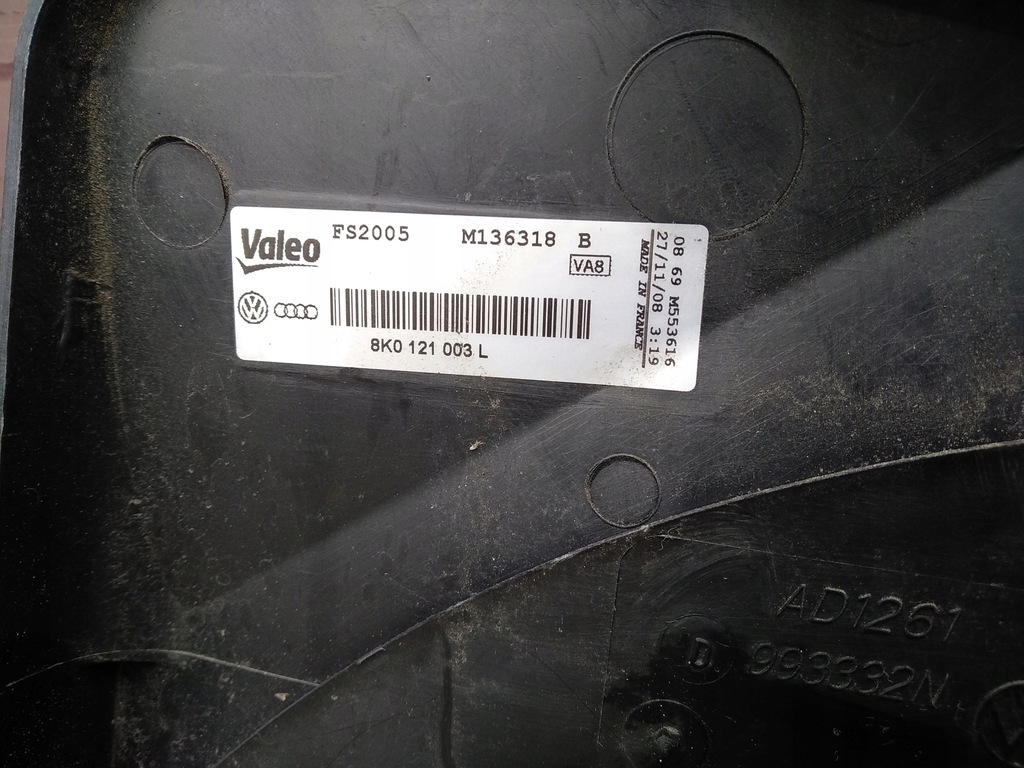 Valeo
FS2005 M136318 B
VA8
8K0 121 003 L
MADE IN FRANCE
27/11/08 3:19
08 69 M553616
AD1261
D 993332N